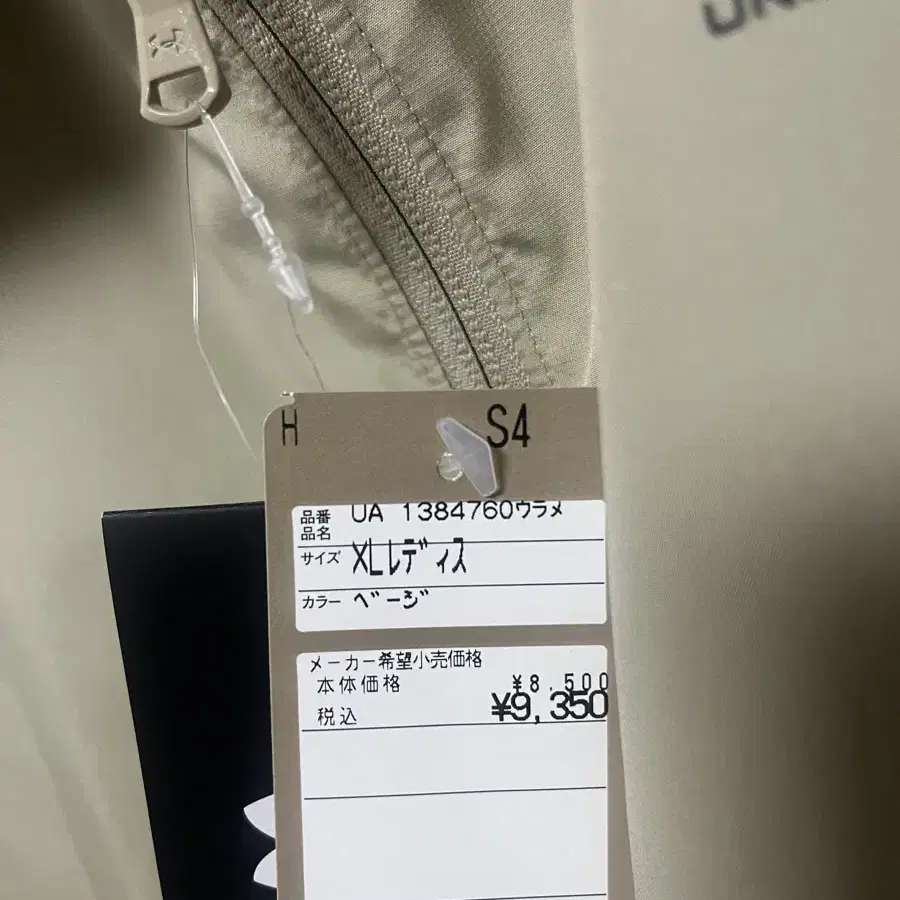 H S4
品番 UA 1384760ウラメ
品名
サイズ XLレディス
カラー ベージ
メーカー希望小売価格
本体価格 ¥8,500
税込 ¥9,350